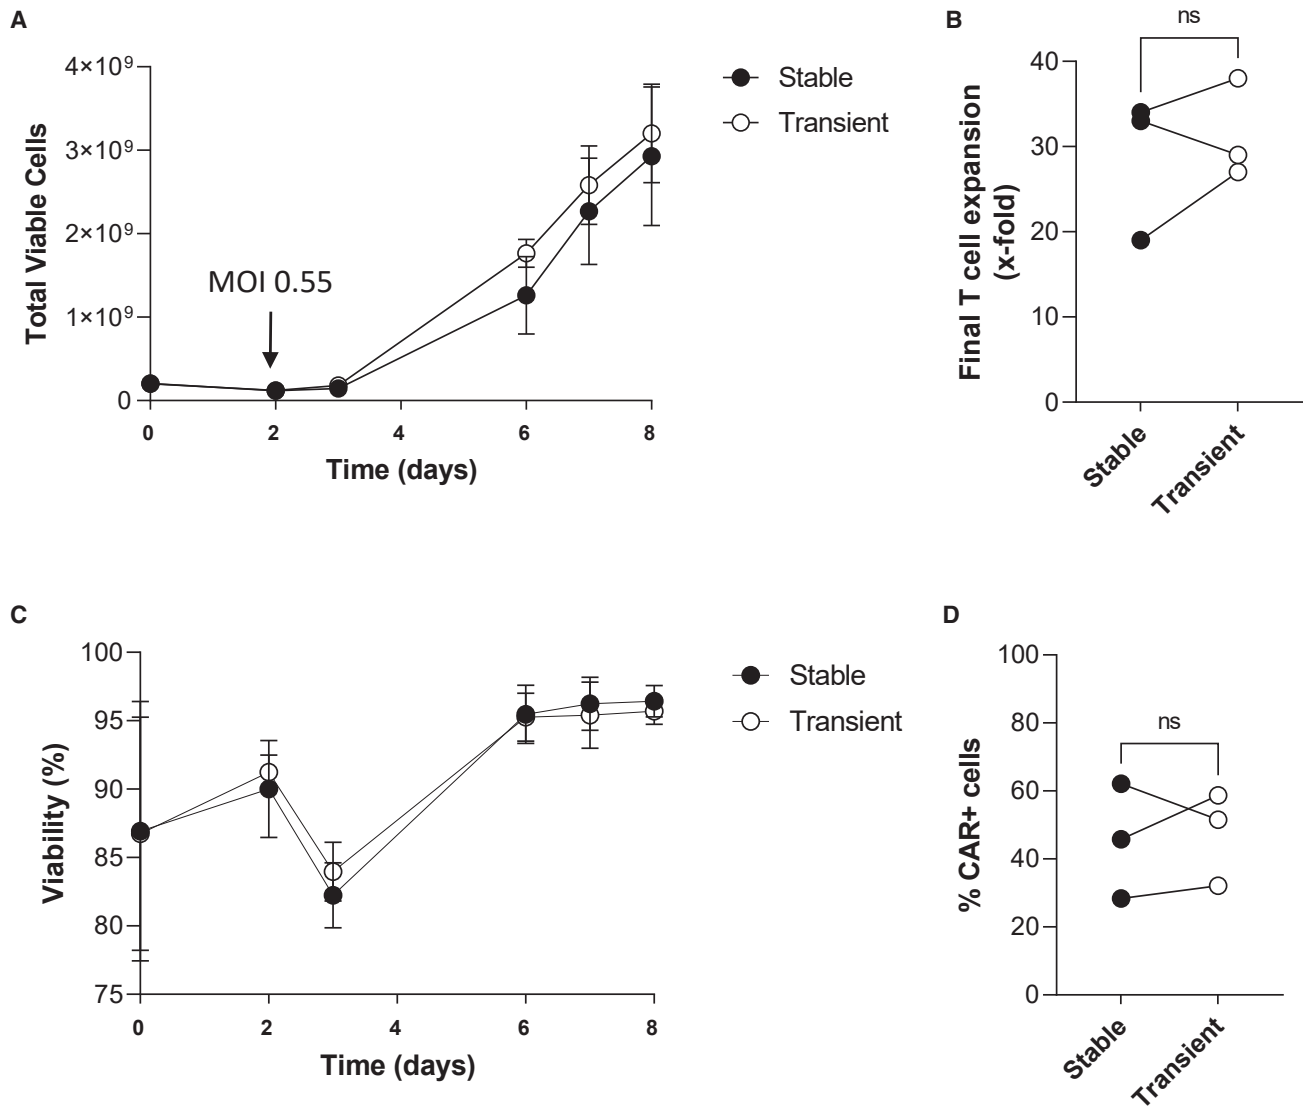 A
Total Viable Cells
4×10⁹
3×10⁹
2×10⁹
1×10⁹
0
MOI 0.55
0 2 4 6 8
Time (days)
Stable
Transient
B
ns
Final T cell expansion
(x-fold)
40
30
20
10
0
Stable
Transient
C
Viability (%)
100
95
90
85
80
75
0 2 4 6 8
Time (days)
Stable
Transient
D
ns
% CAR+ cells
100
80
60
40
20
0
Stable
Transient